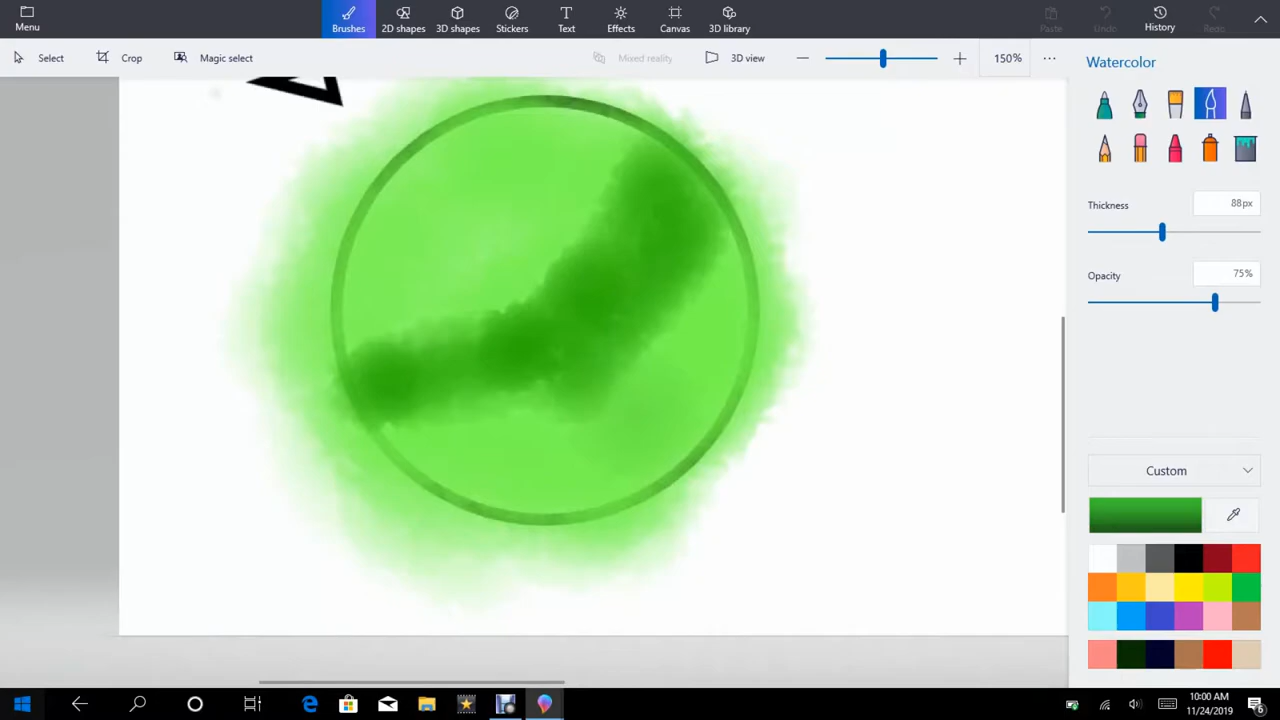 Menu
Brushes 2D shapes 3D shapes Stickers Text Effects Canvas 3D library Paste Undo History Redo
Select Crop Magic select Mixed reality 3D view 150%
Watercolor
Thickness 88px
Opacity 75%
Custom
10:00 AM
11/24/2019
6